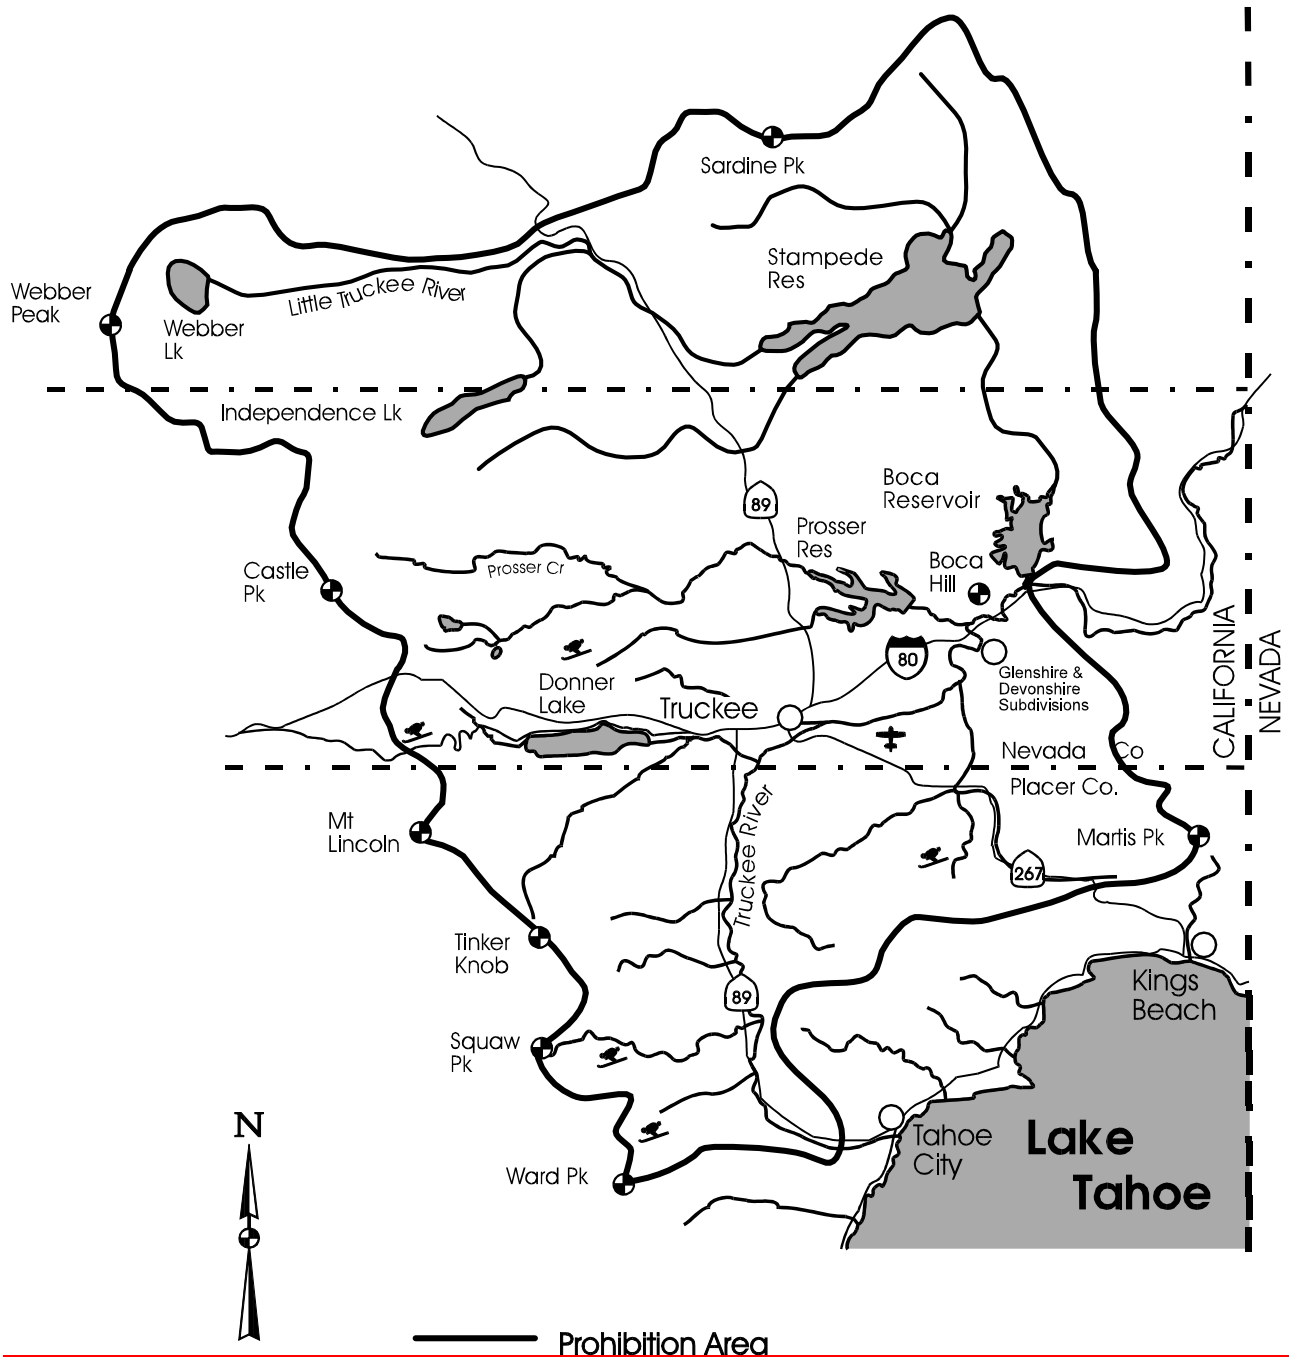 Sardine Pk
Stampede
Res
Webber
Peak
Little Truckee River
Webber
Lk
Independence Lk
Boca
Reservoir
89
Prosser
Res
Boca
Hill
Castle
Pk
Prosser Cr
CALIFORNIA
NEVADA
80
Glenshire &
Devonshire
Subdivisions
Donner
Lake
Truckee
Nevada Co
Placer Co.
Mt
Lincoln
Truckee River
Martis Pk
267
Tinker
Knob
89
Kings
Beach
Squaw
Pk
N
Tahoe
City
Lake
Tahoe
Ward Pk
Prohibition Area